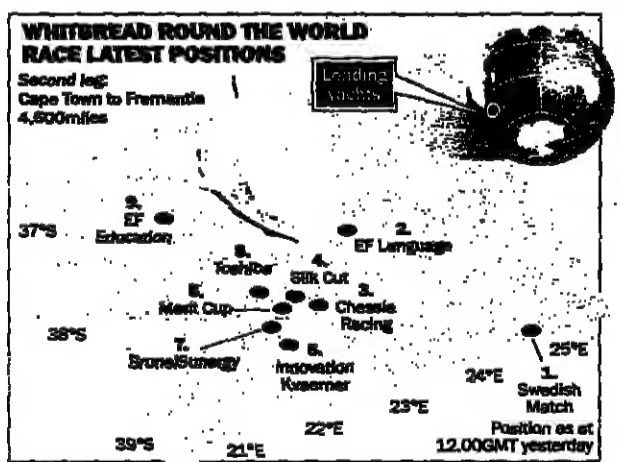 WHITBREAD ROUND THE WORLD
RACE LATEST POSITIONS
Second leg:
Cape Town to Fremantle
4,600miles
Leading
yachts
9.
EF
Education
37°S
2.
EF Language
Toshiba
4.
Silk Cut
Merit Cup
3.
Chessie
Racing
38°S
7.
BrunelSunergy
Innovation
Kvaerner
25°E
24°E
1.
Swedish
Match
23°E
22°E
39°S
21°E
Position as at
12.00GMT yesterday